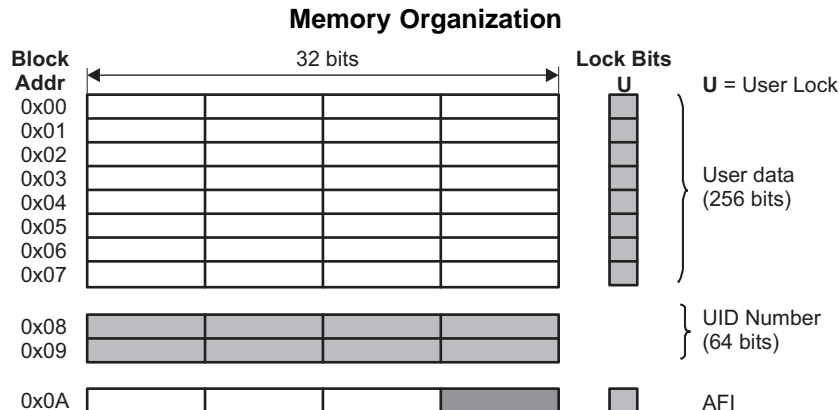 Memory Organization
Block Addr
32 bits
Lock Bits
U
U = User Lock
0x00
0x01
0x02
0x03
0x04
0x05
0x06
0x07
User data
(256 bits)
0x08
0x09
UID Number
(64 bits)
0x0A
AFI